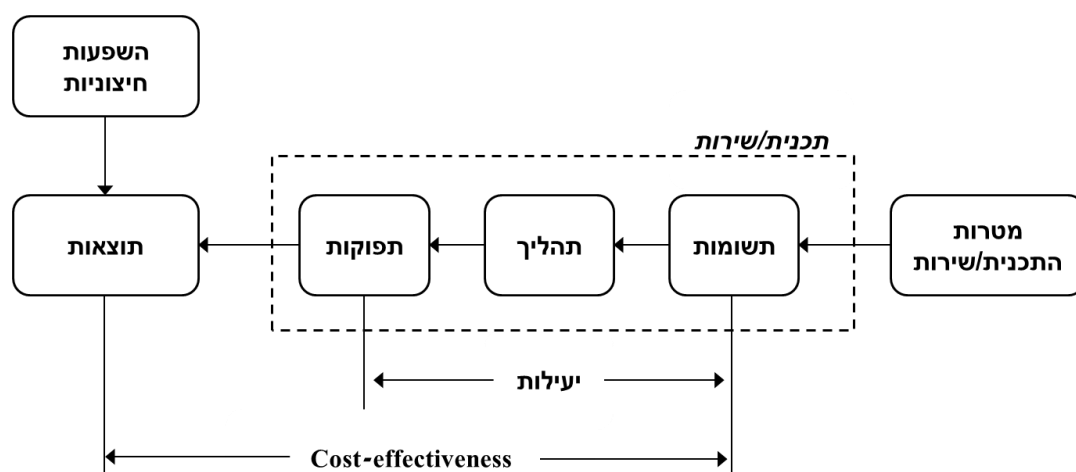 השפעות
חיצוניות
תכנית/שירות
מטרות
התכנית/שירות
תשומות
תהליך
תפוקות
תוצאות
יעילות
Cost-effectiveness